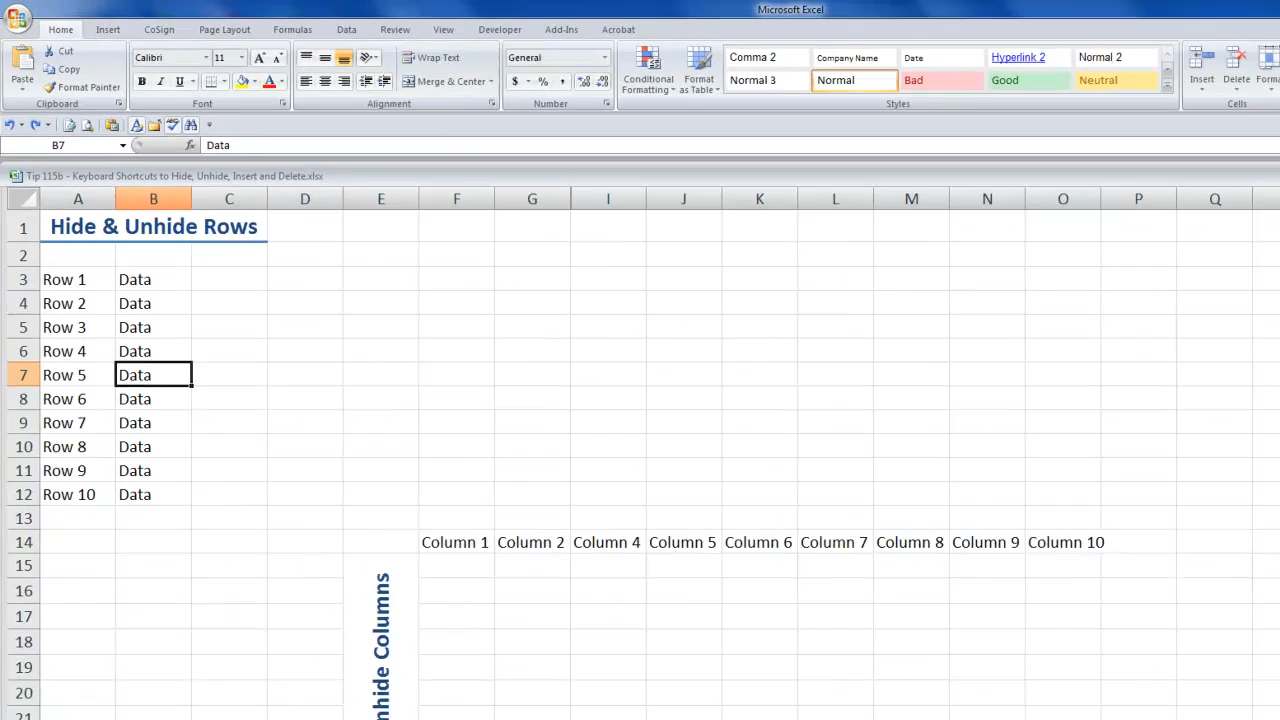 Microsoft Excel
Home Insert CoSign Page Layout Formulas Data Review View Developer Add-Ins Acrobat
Paste
Cut
Copy
Format Painter
Clipboard
Calibri 11
B I U
Font
Wrap Text
Merge & Center
Alignment
General
$ % ,
Number
Conditional Formatting
Format as Table
Comma 2 Company Name Date Hyperlink 2 Normal 2
Normal 3 Normal Bad Good Neutral
Styles
Insert Delete
Cells
B7 fx Data
Tip 115b - Keyboard Shortcuts to Hide, Unhide, Insert and Delete.xlsx
A B C D E F G I J K L M N O P Q
1 Hide & Unhide Rows
2
3 Row 1 Data
4 Row 2 Data
5 Row 3 Data
6 Row 4 Data
7 Row 5 Data
8 Row 6 Data
9 Row 7 Data
10 Row 8 Data
11 Row 9 Data
12 Row 10 Data
13
14 Column 1 Column 2 Column 4 Column 5 Column 6 Column 7 Column 8 Column 9 Column 10
15
16
17
18
19
20
nhide Columns